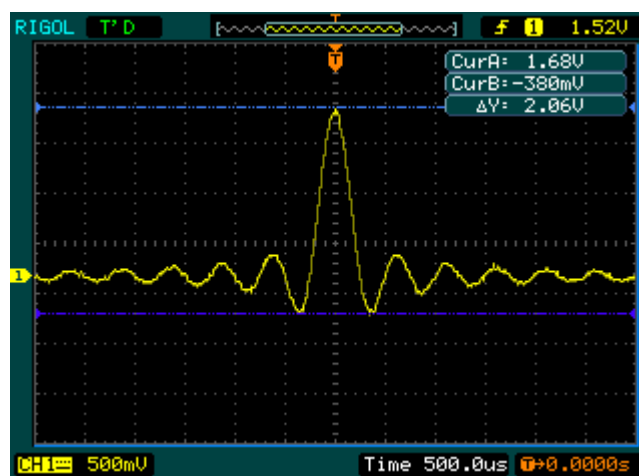 RIGOL T'D T f 1 1.52V
T
CurA: 1.68V
CurB:-380mV
ΔY: 2.06V
1
CH1 500mV Time 500.0us T→0.0000s